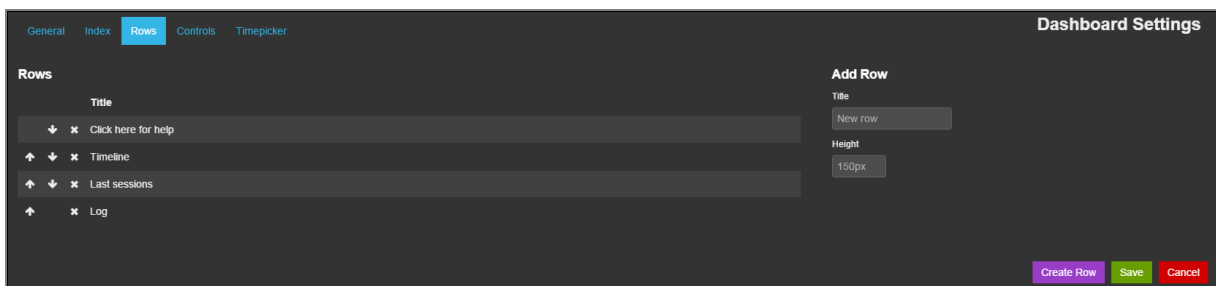 General Index Rows Controls Timepicker Dashboard Settings
Rows
Title
Click here for help
Timeline
Last sessions
Log
Add Row
Title
New row
Height
150px
Create Row Save Cancel